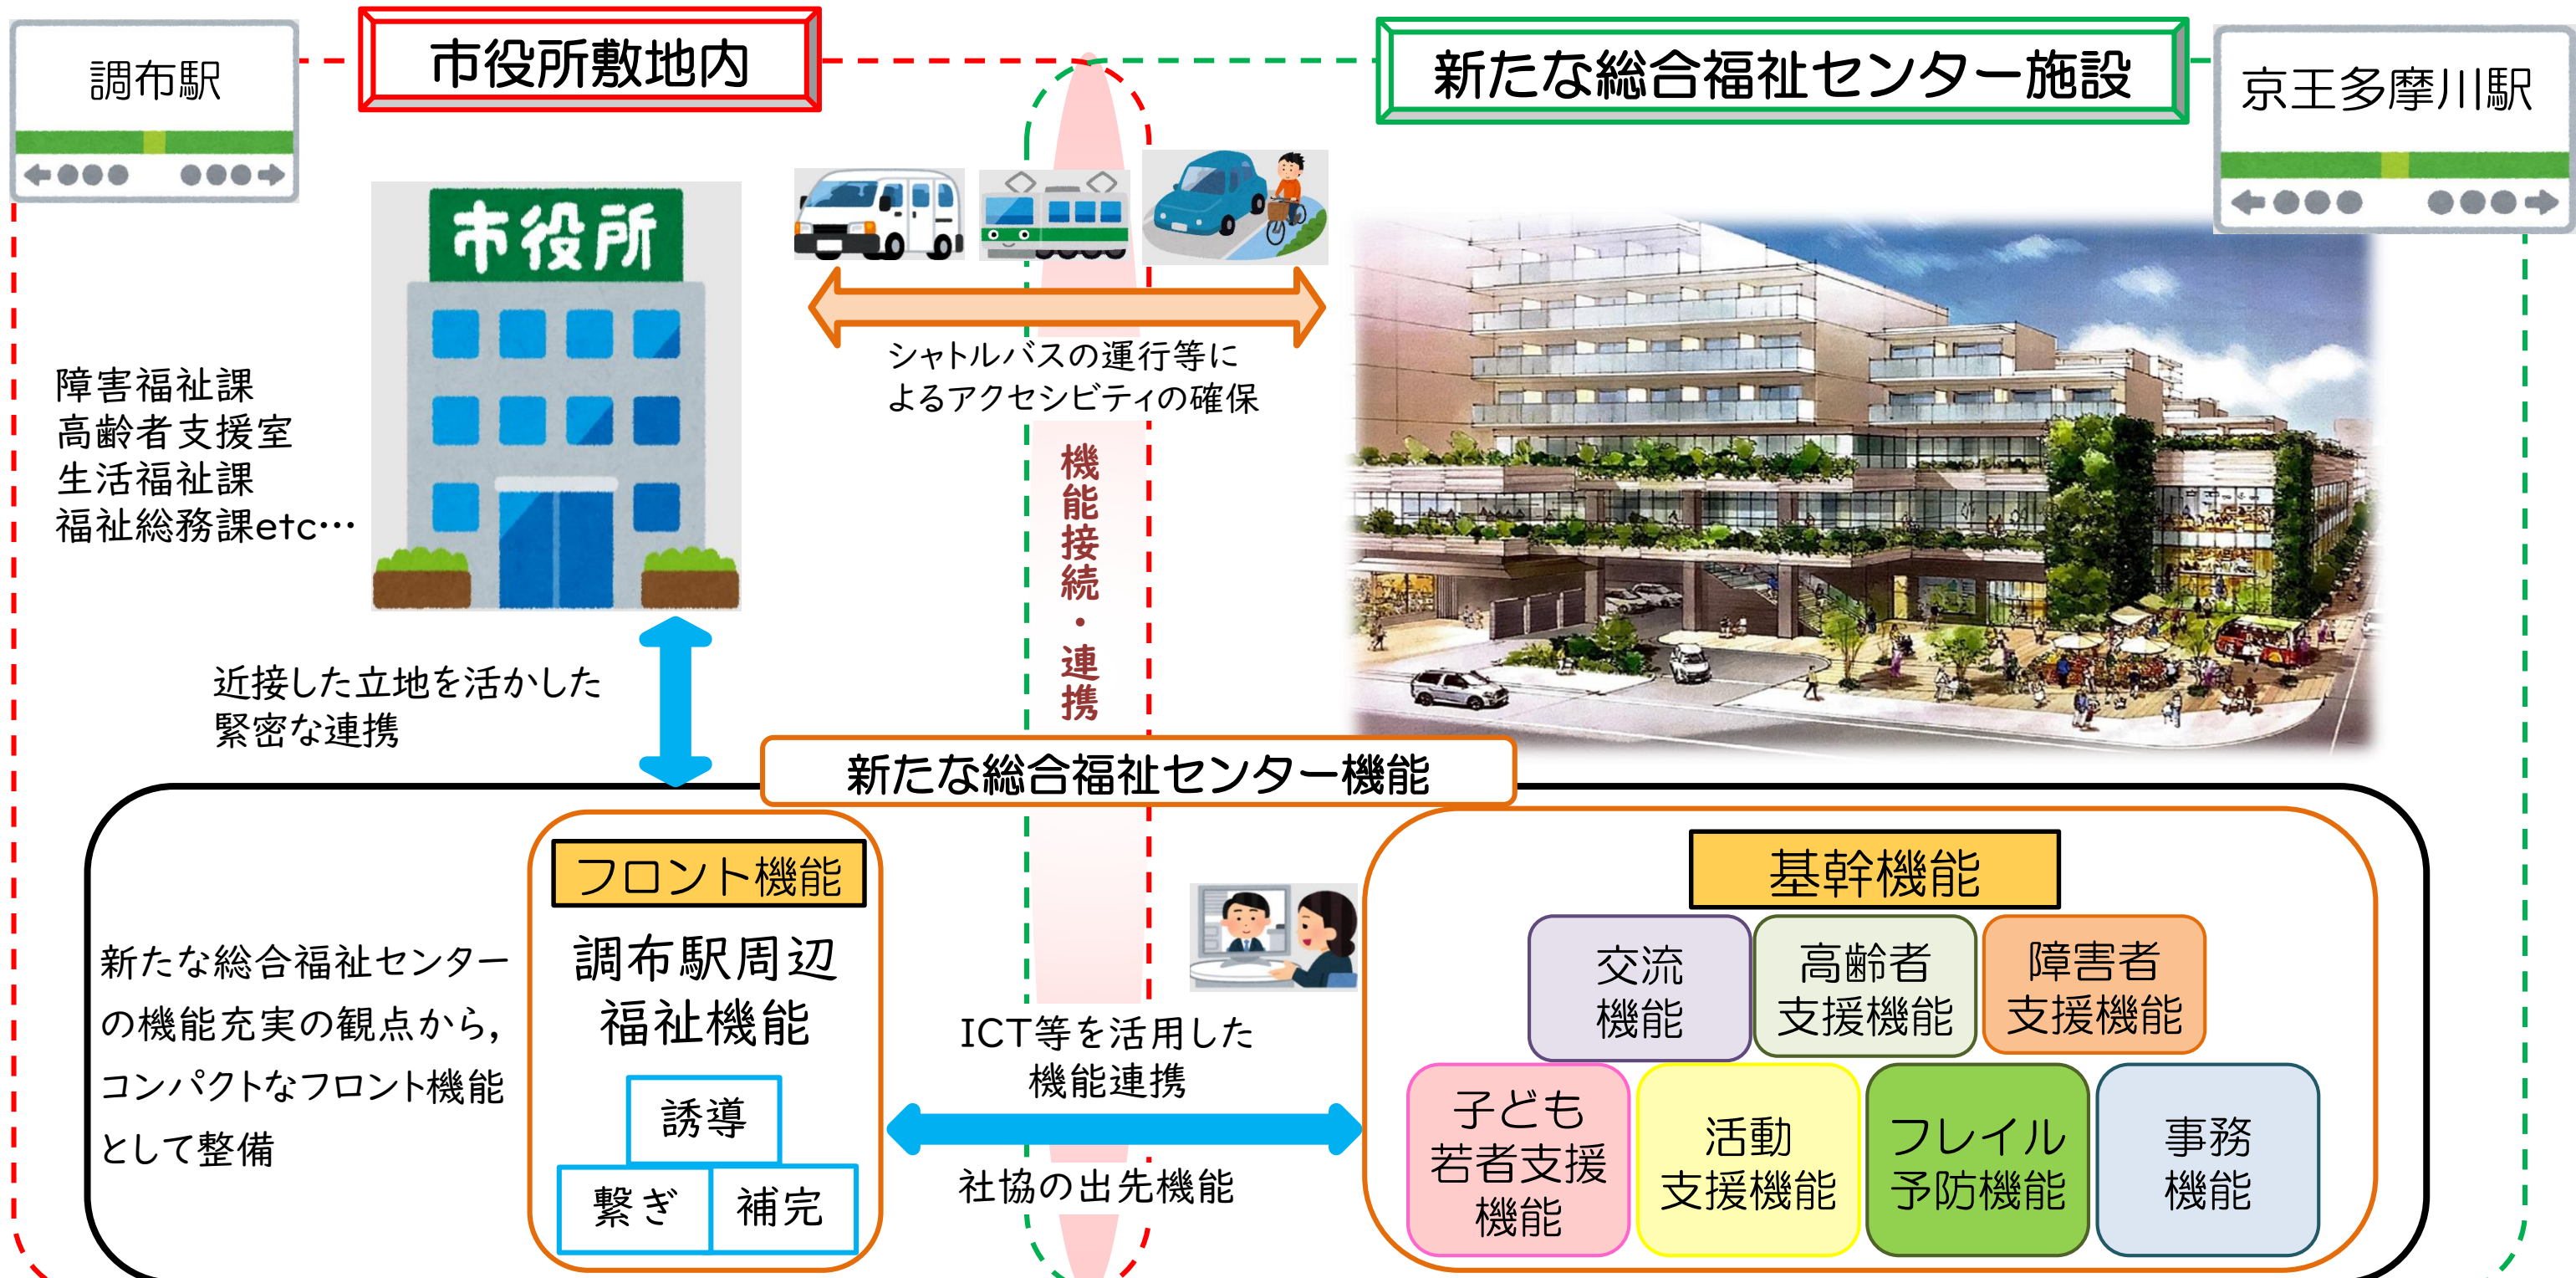 調布駅
市役所敷地内
新たな総合福祉センター施設
京王多摩川駅
市役所
障害福祉課
高齢者支援室
生活福祉課
福祉総務課etc…
シャトルバスの運行等に
よるアクセシビティの確保
機能接続・連携
近接した立地を活かした
緊密な連携
新たな総合福祉センター機能
新たな総合福祉センター
の機能充実の観点から,
コンパクトなフロント機能
として整備
フロント機能
調布駅周辺
福祉機能
誘導
繋ぎ
補完
ICT等を活用した
機能連携
社協の出先機能
基幹機能
交流
機能
高齢者
支援機能
障害者
支援機能
子ども
若者支援
機能
活動
支援機能
フレイル
予防機能
事務
機能